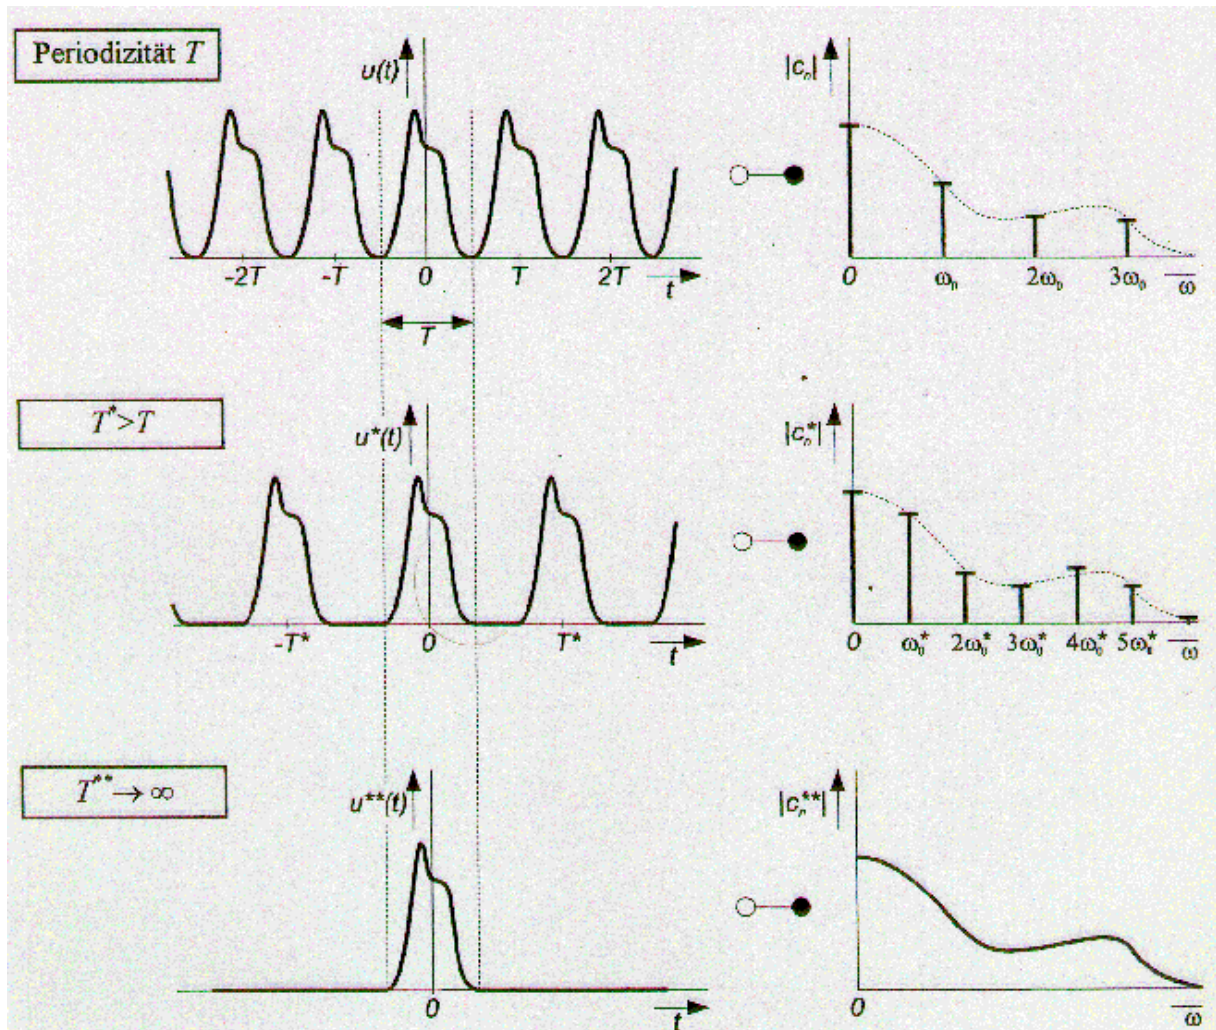 Periodizität T
u(t)
|cₙ|
-2T -T 0 T 2T t
0 ω₀ 2ω₀ 3ω₀ ω
T
T*>T
u*(t)
|cₙ*|
-T* 0 T* t
0 ω₀* 2ω₀* 3ω₀* 4ω₀* 5ω₀* ω
T**→∞
u**(t)
|cₙ**|
0 t
0 ω